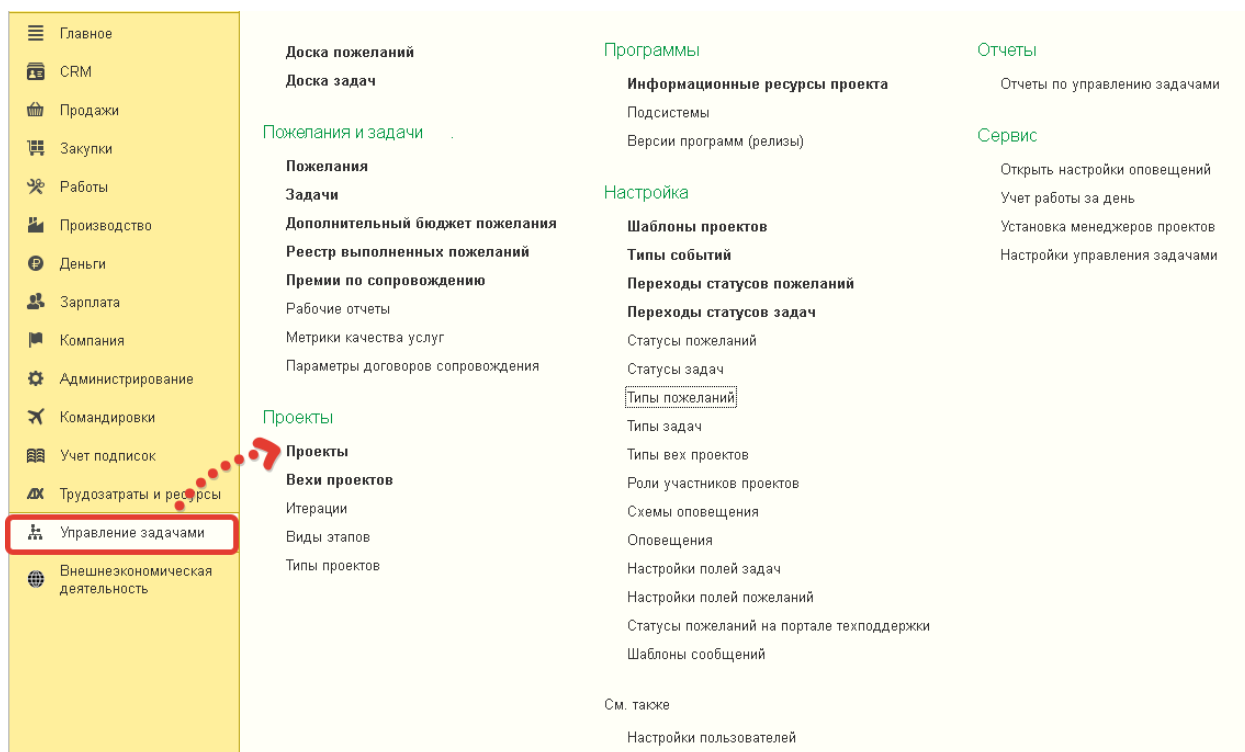 Главное
CRM
Продажи
Закупки
Работы
Производство
Деньги
Зарплата
Компания
Администрирование
Командировки
Учет подписок
Трудозатраты и ресурсы
Управление задачами
Внешнеэкономическая
деятельность
Доска пожеланий
Доска задач
Пожелания и задачи
Пожелания
Задачи
Дополнительный бюджет пожелания
Реестр выполненных пожеланий
Премии по сопровождению
Рабочие отчеты
Метрики качества услуг
Параметры договоров сопровождения
Проекты
Проекты
Вехи проектов
Итерации
Виды этапов
Типы проектов
Программы
Информационные ресурсы проекта
Подсистемы
Версии программ (релизы)
Настройка
Шаблоны проектов
Типы событий
Переходы статусов пожеланий
Переходы статусов задач
Статусы пожеланий
Статусы задач
Типы пожеланий
Типы задач
Типы вех проектов
Роли участников проектов
Схемы оповещения
Оповещения
Настройки полей задач
Настройки полей пожеланий
Статусы пожеланий на портале техподдержки
Шаблоны сообщений
См. также
Настройки пользователей
Отчеты
Отчеты по управлению задачами
Сервис
Открыть настройки оповещений
Учет работы за день
Установка менеджеров проектов
Настройки управления задачами